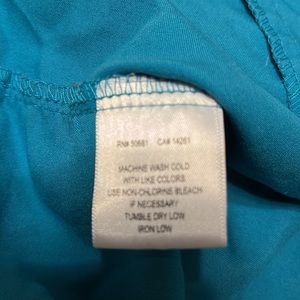 RN# 50681 CA# 14261
MACHINE WASH COLD
WITH LIKE COLORS
USE NON-CHLORINE BLEACH
IF NECESSARY
TUMBLE DRY LOW
IRON LOW